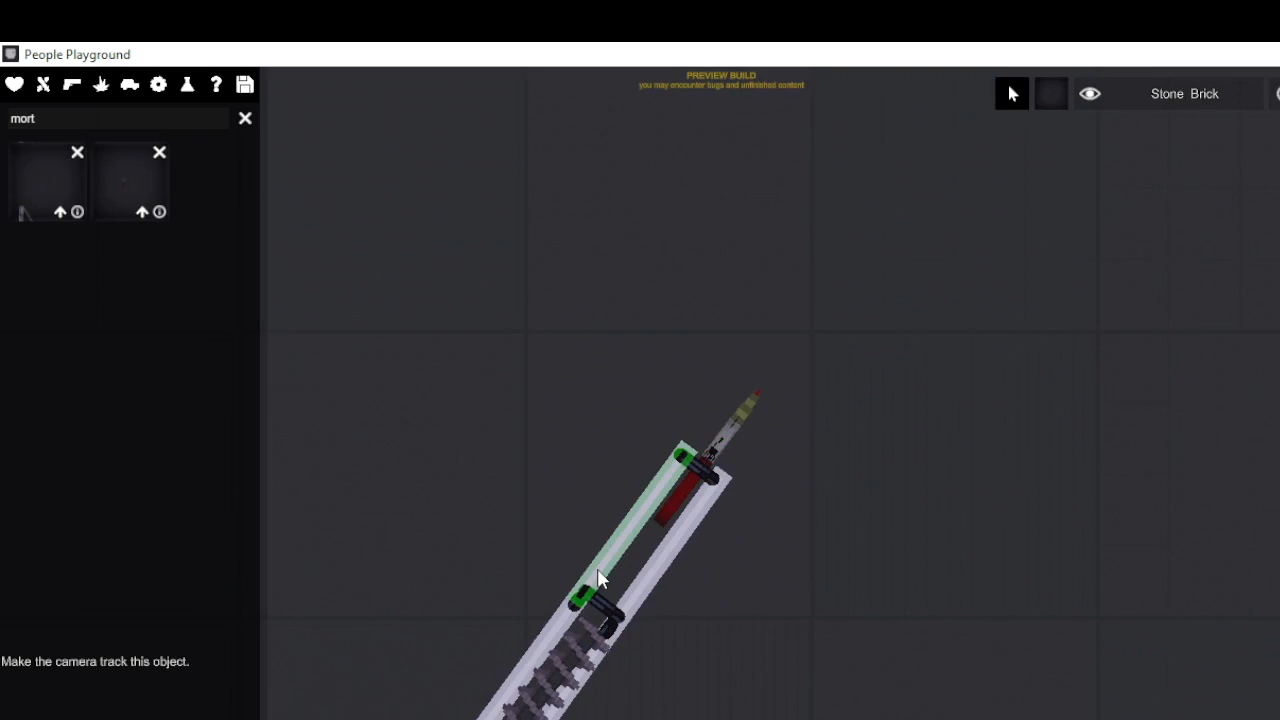 People Playground
PREVIEW BUILD
you may encounter bugs and unfinished content
mort
Stone Brick
Make the camera track this object.